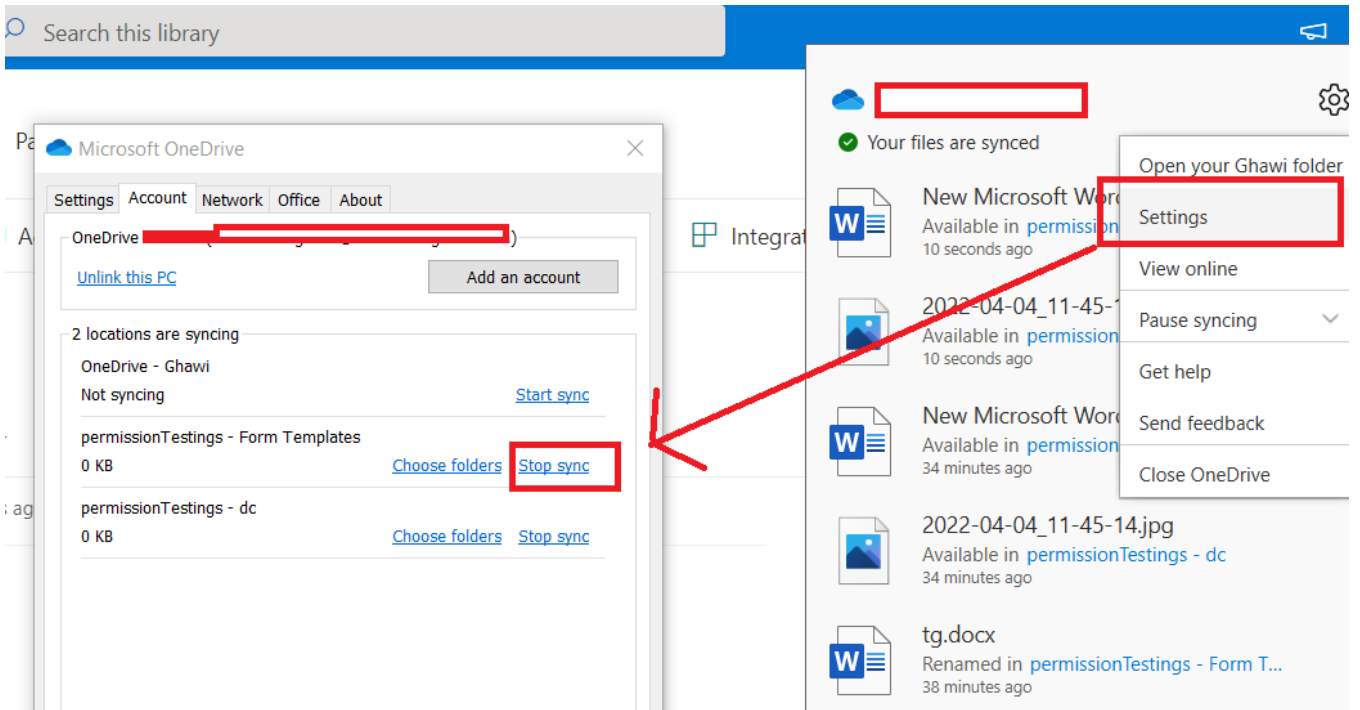 Search this library
Pa
Microsoft OneDrive
Settings Account Network Office About
OneDrive ( )
Unlink this PC
Add an account
2 locations are syncing
OneDrive - Ghawi
Not syncing
Start sync
permissionTestings - Form Templates
0 KB
Choose folders Stop sync
permissionTestings - dc
0 KB
Choose folders Stop sync
A
s ag
Integrat
Your files are synced
New Microsoft Word
Available in permission
10 seconds ago
2022-04-04_11-45-1
Available in permission
10 seconds ago
New Microsoft Word
Available in permission
34 minutes ago
2022-04-04_11-45-14.jpg
Available in permissionTestings - dc
34 minutes ago
tg.docx
Renamed in permissionTestings - Form T...
38 minutes ago
Open your Ghawi folder
Settings
View online
Pause syncing
Get help
Send feedback
Close OneDrive